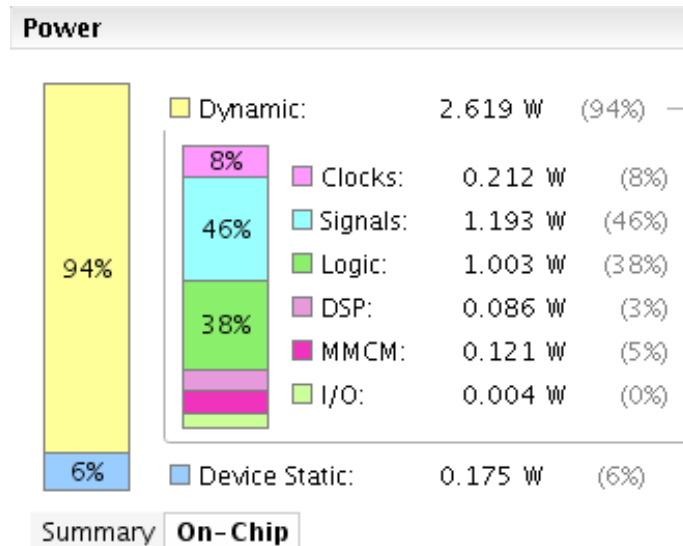 Power
Dynamic: 2.619 W (94%)
8%
Clocks: 0.212 W (8%)
46%
Signals: 1.193 W (46%)
94%
Logic: 1.003 W (38%)
38%
DSP: 0.086 W (3%)
MMCM: 0.121 W (5%)
I/O: 0.004 W (0%)
6%
Device Static: 0.175 W (6%)
Summary On-Chip